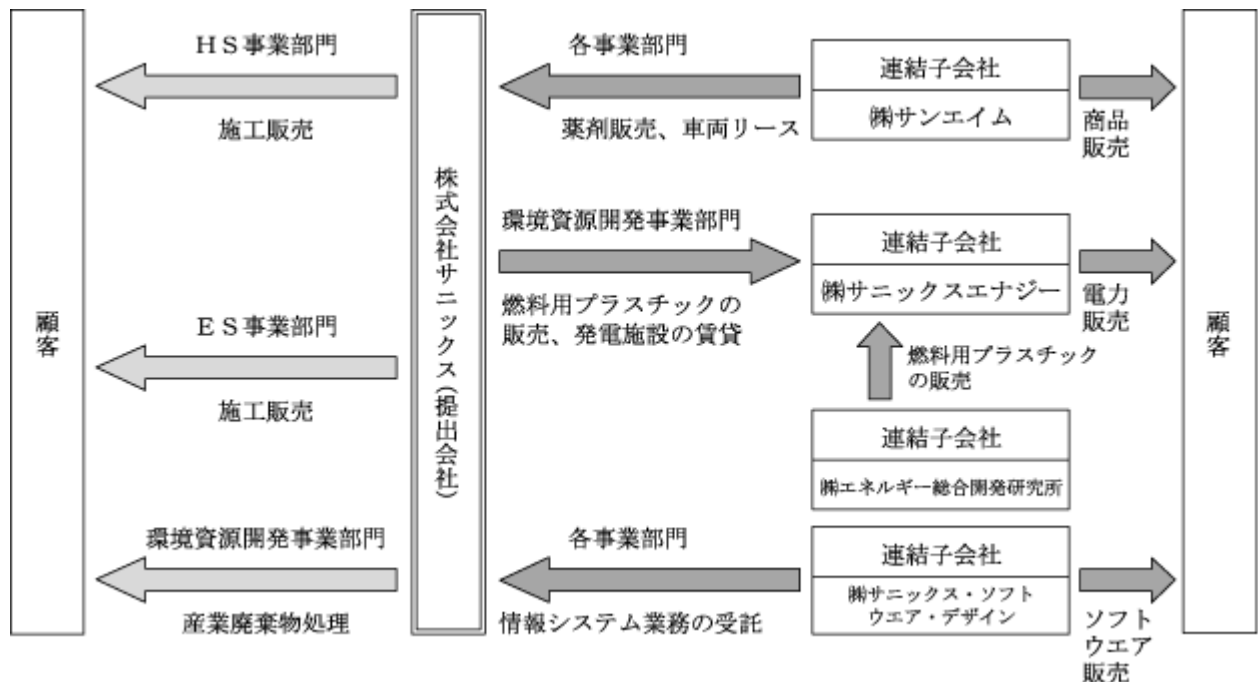 顧客
ＨＳ事業部門
施工販売
ＥＳ事業部門
施工販売
環境資源開発事業部門
産業廃棄物処理
株式会社サニックス(提出会社)
各事業部門
薬剤販売、車両リース
環境資源開発事業部門
燃料用プラスチックの
販売、発電施設の賃貸
各事業部門
情報システム業務の受託
連結子会社
㈱サンエイム
商品
販売
連結子会社
㈱サニックスエナジー
電力
販売
燃料用プラスチック
の販売
連結子会社
㈱エネルギー総合開発研究所
連結子会社
㈱サニックス・ソフト
ウエア・デザイン
ソフト
ウエア
販売
顧客